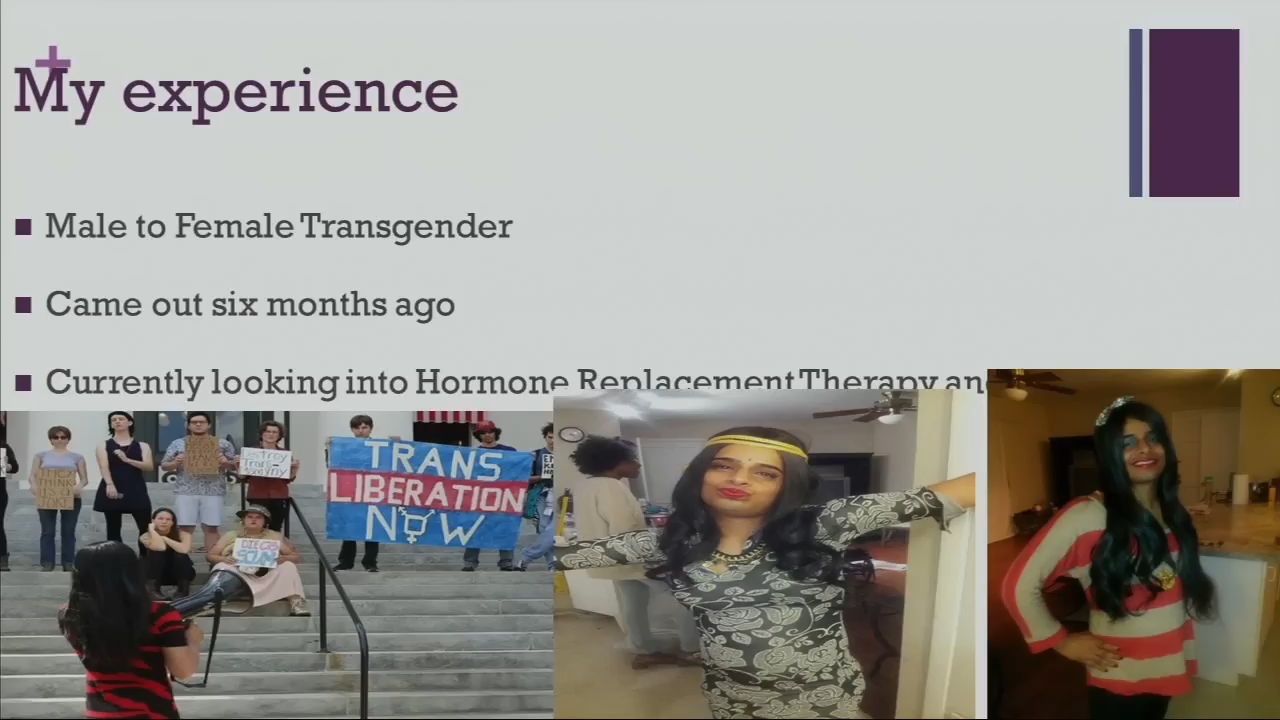 My experience
Male to Female Transgender
Came out six months ago
Currently looking into Hormone Replacement Therapy and
TRANS
LIBERATION
NOW